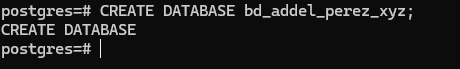 postgres=# CREATE DATABASE bd_addel_perez_xyz;
CREATE DATABASE
postgres=#